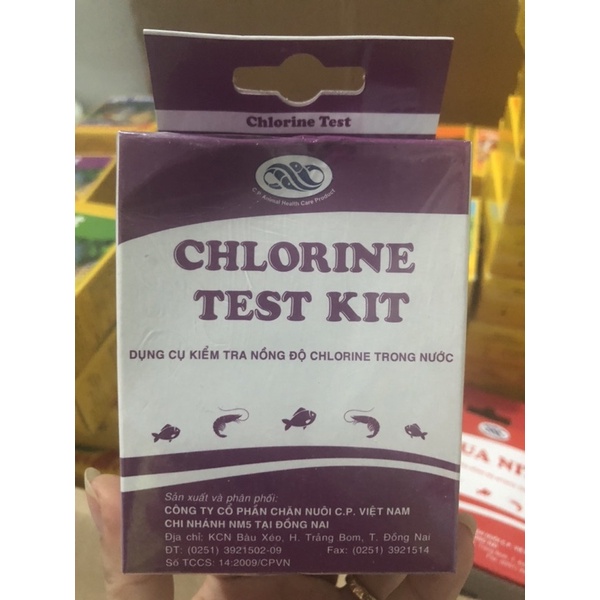 Chlorine Test
C.P. Animal Health Care Product
CHLORINE
TEST KIT
DỤNG CỤ KIỂM TRA NỒNG ĐỘ CHLORINE TRONG NƯỚC
Sản xuất và phân phối:
CÔNG TY CỔ PHẦN CHĂN NUÔI C.P. VIỆT NAM
CHI NHÁNH NM5 TẠI ĐỒNG NAI
Địa chỉ: KCN Bàu Xéo, H. Trảng Bom, T. Đồng Nai
ĐT: (0251) 3921502-09 Fax: (0251) 3921514
Số TCCS: 14:2009/CPVN
UA NI